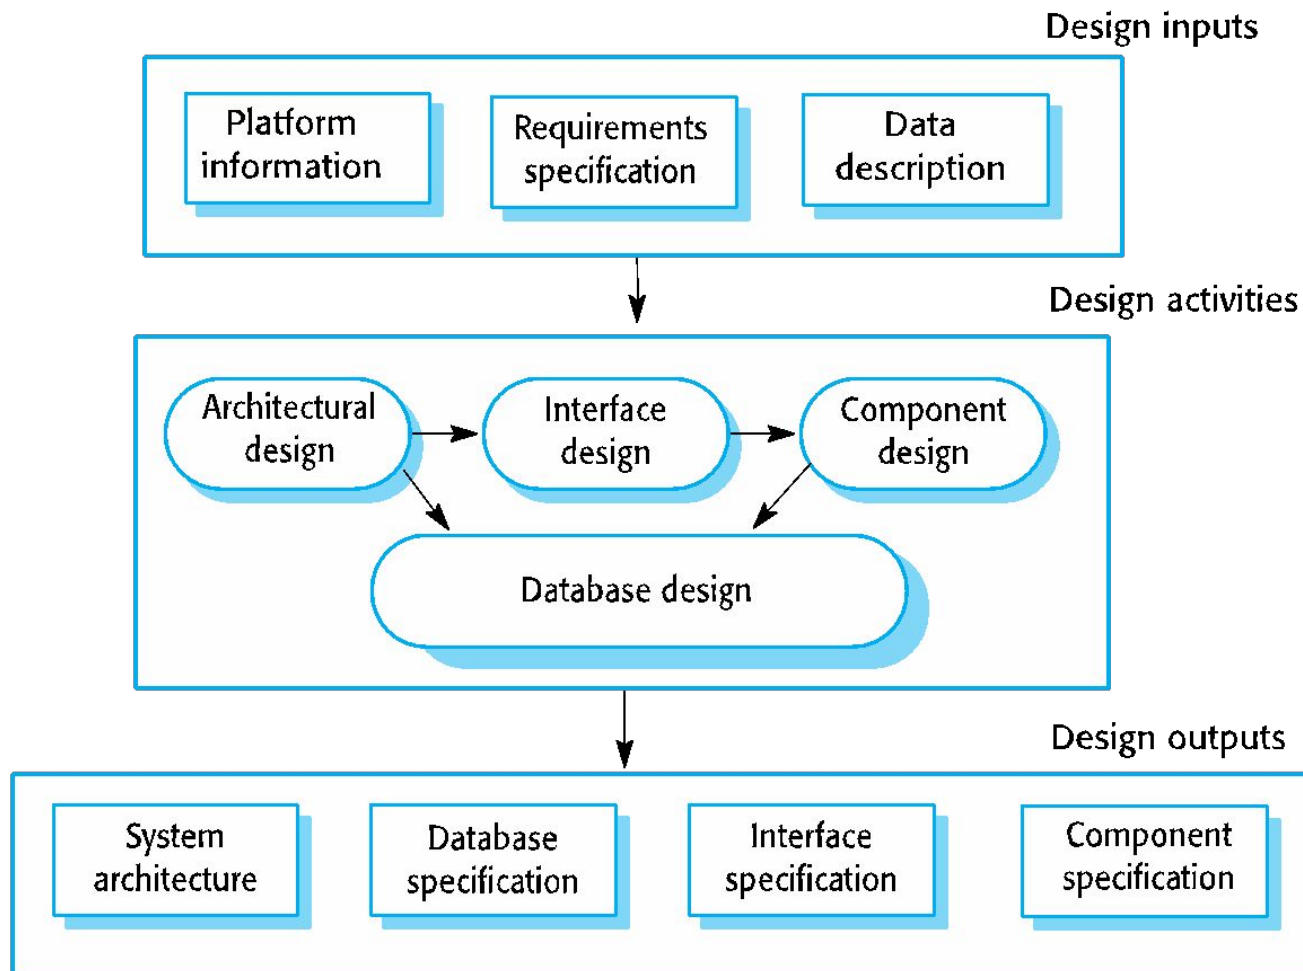 Design inputs
Platform
information
Requirements
specification
Data
description
Design activities
Architectural
design
Interface
design
Component
design
Database design
Design outputs
System
architecture
Database
specification
Interface
specification
Component
specification